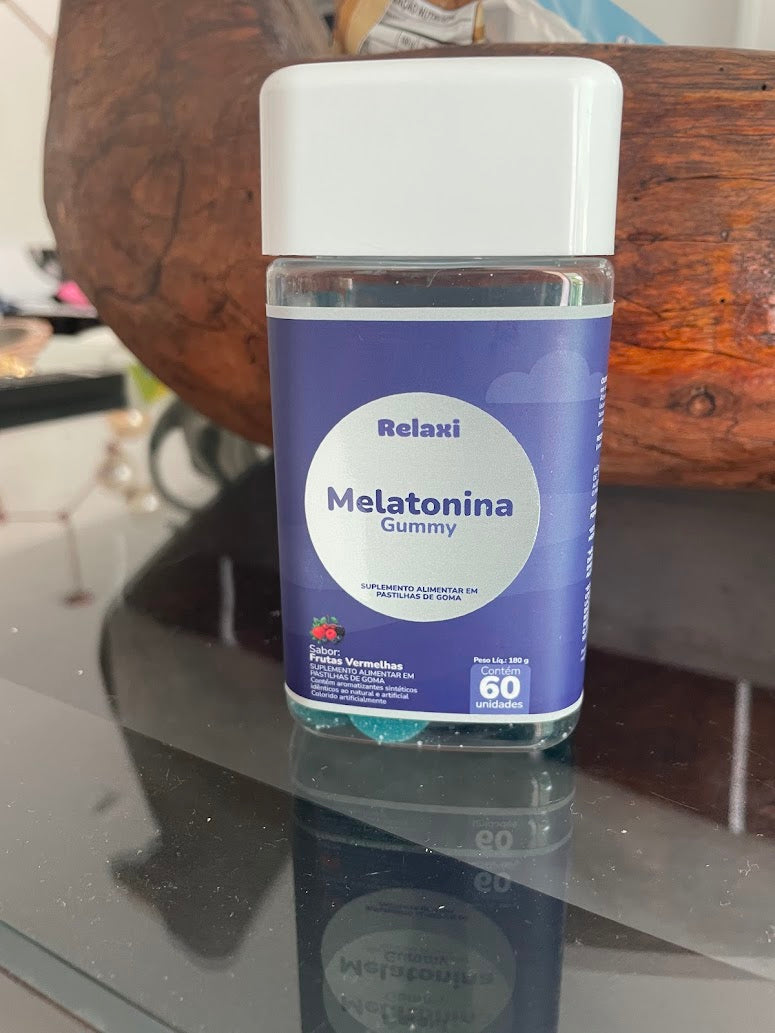 Relaxi
Melatonina
Gummy
SUPLEMENTO ALIMENTAR EM
PASTILHAS DE GOMA
Sabor:
Frutas Vermelhas
SUPLEMENTO ALIMENTAR EM
PASTILHAS DE GOMA
Contém aromatizantes sintéticos
idênticos ao natural e artificial
Colorido artificialmente
Peso Líq.: 180 g
Contém
60
unidades